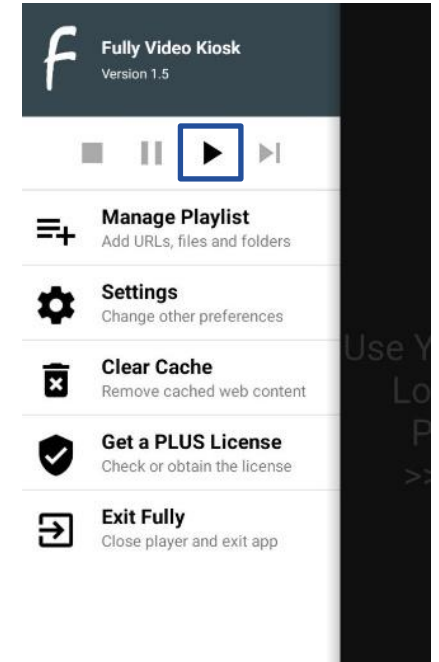 Fully Video Kiosk
Version 1.5
Manage Playlist
Add URLs, files and folders
Settings
Change other preferences
Clear Cache
Remove cached web content
Get a PLUS License
Check or obtain the license
Exit Fully
Close player and exit app
Use Y
Lo
P
>>